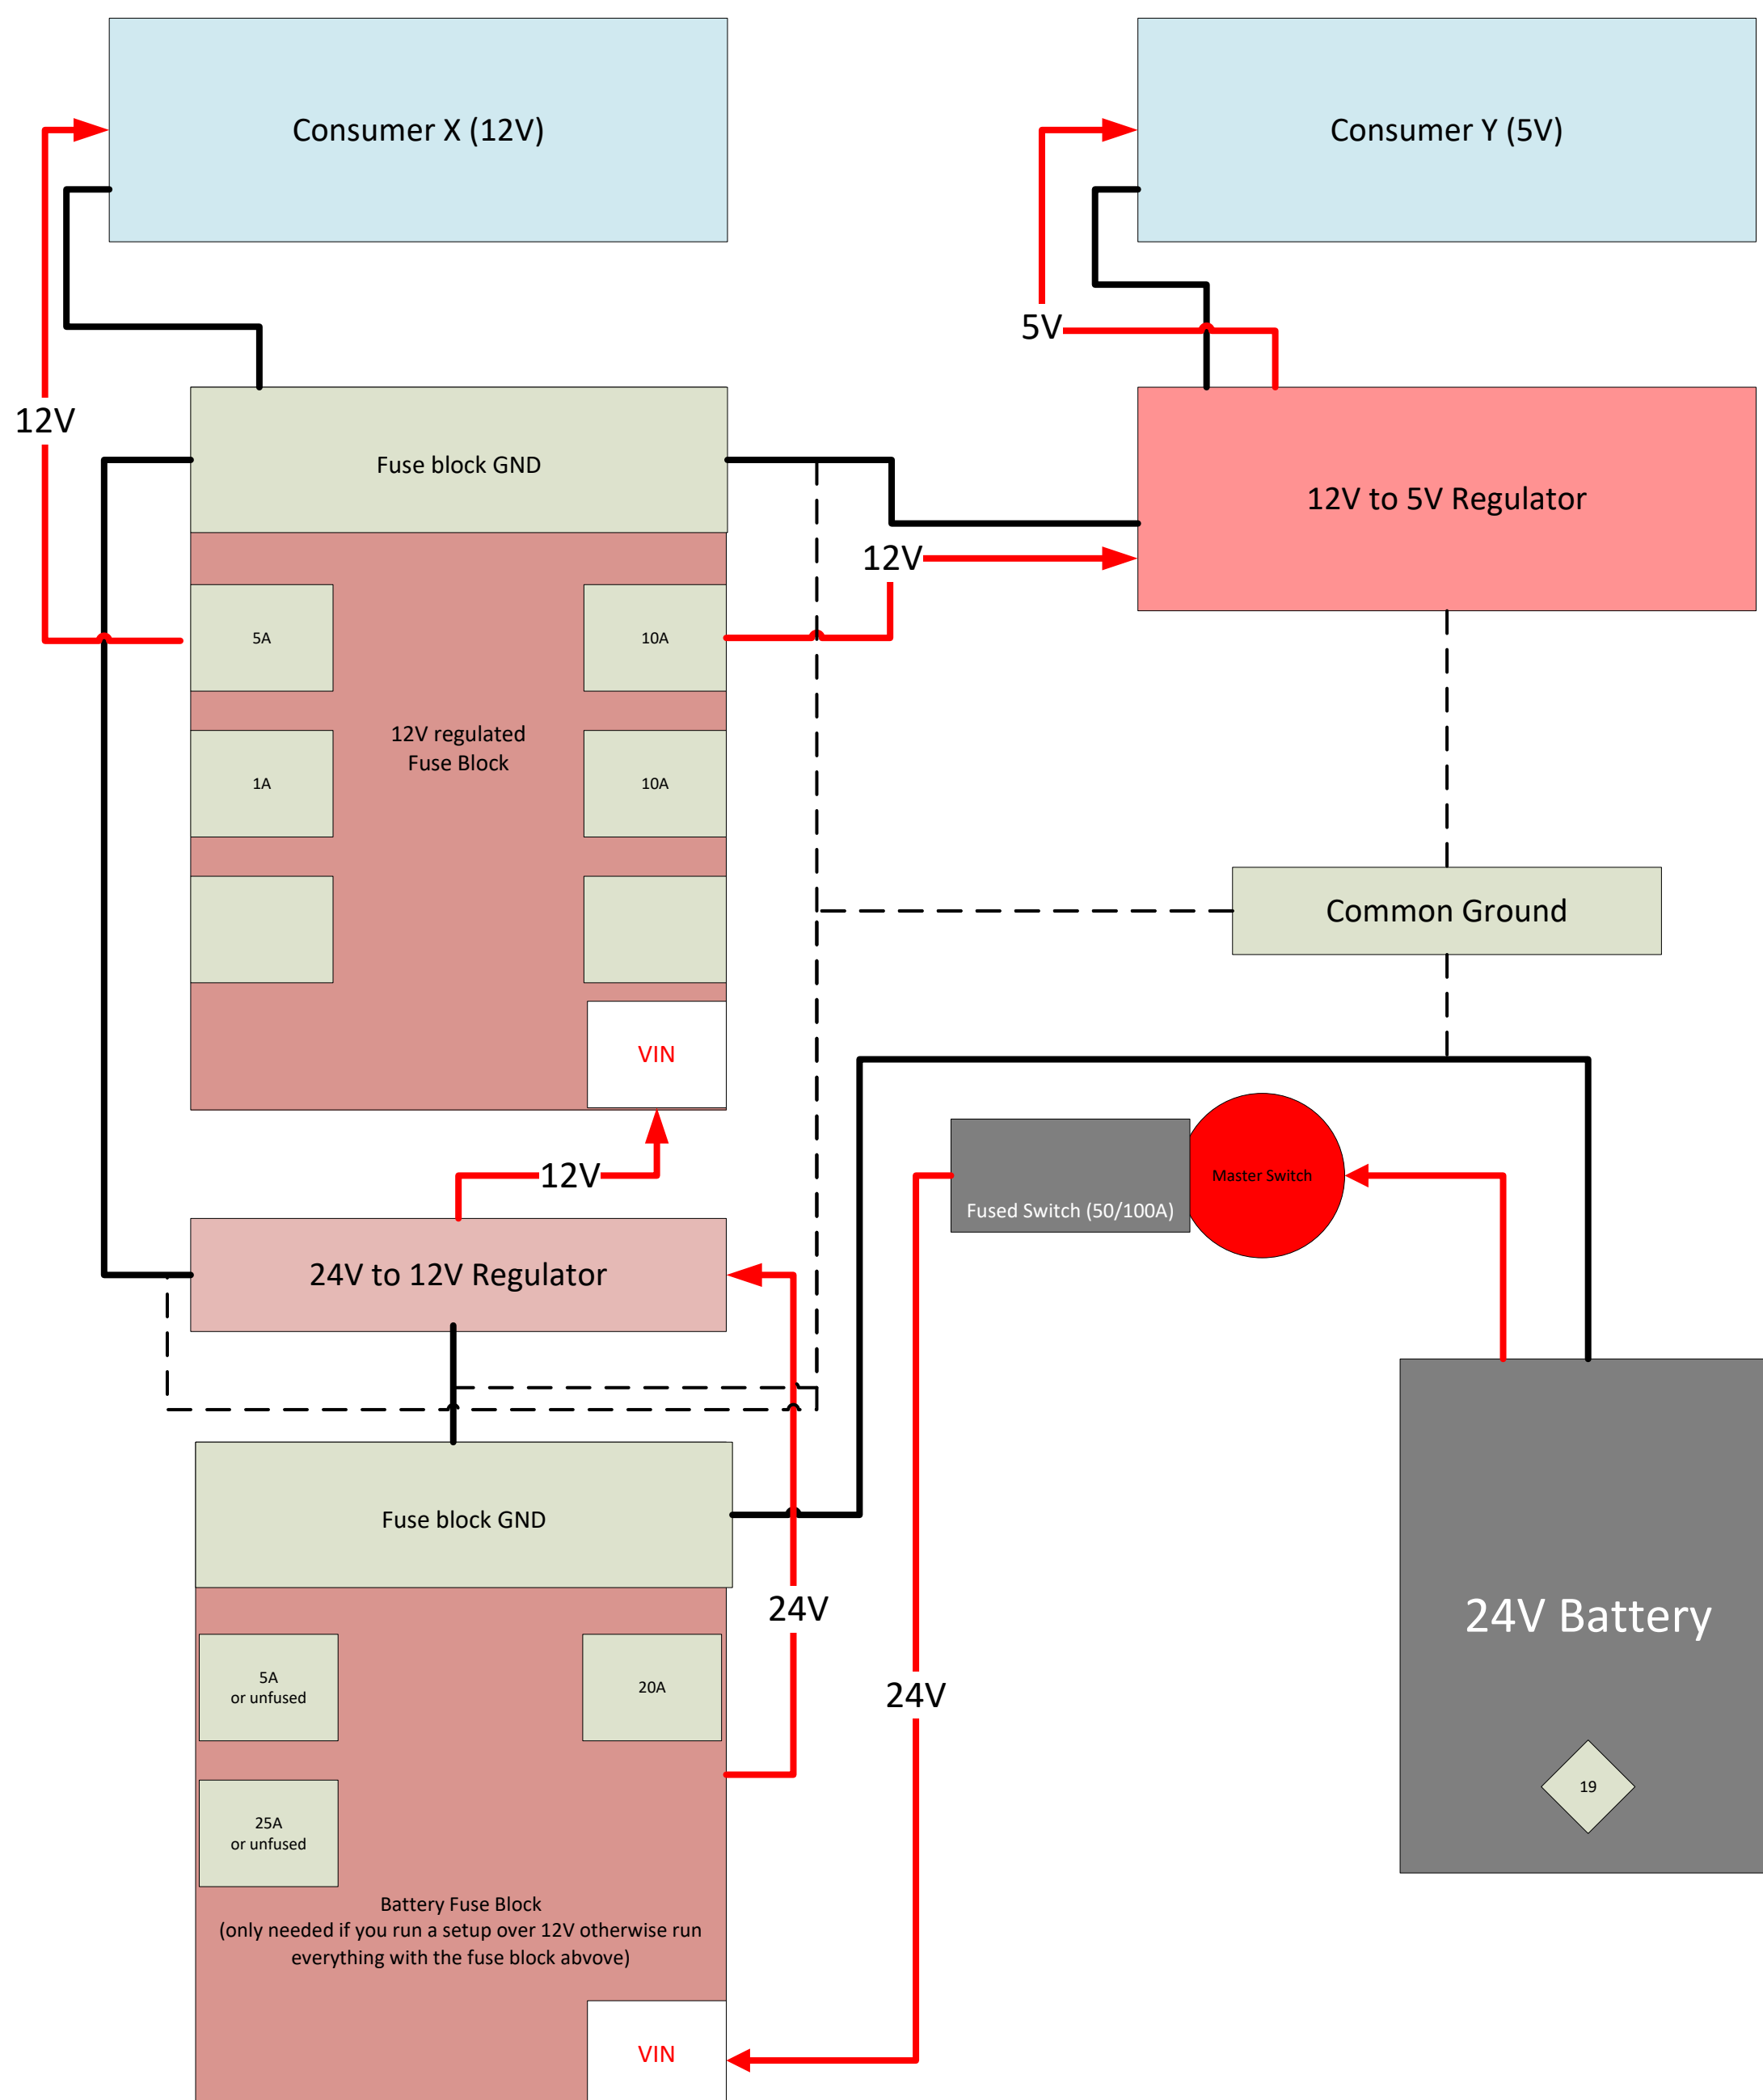 Consumer X (12V)
Consumer Y (5V)
5V
12V
Fuse block GND
12V to 5V Regulator
12V
5A
10A
12V regulated
Fuse Block
1A
10A
Common Ground
VIN
12V
Master Switch
Fused Switch (50/100A)
24V to 12V Regulator
Fuse block GND
24V
24V Battery
5A
or unfused
20A
24V
19
25A
or unfused
Battery Fuse Block
(only needed if you run a setup over 12V otherwise run
everything with the fuse block abvove)
VIN